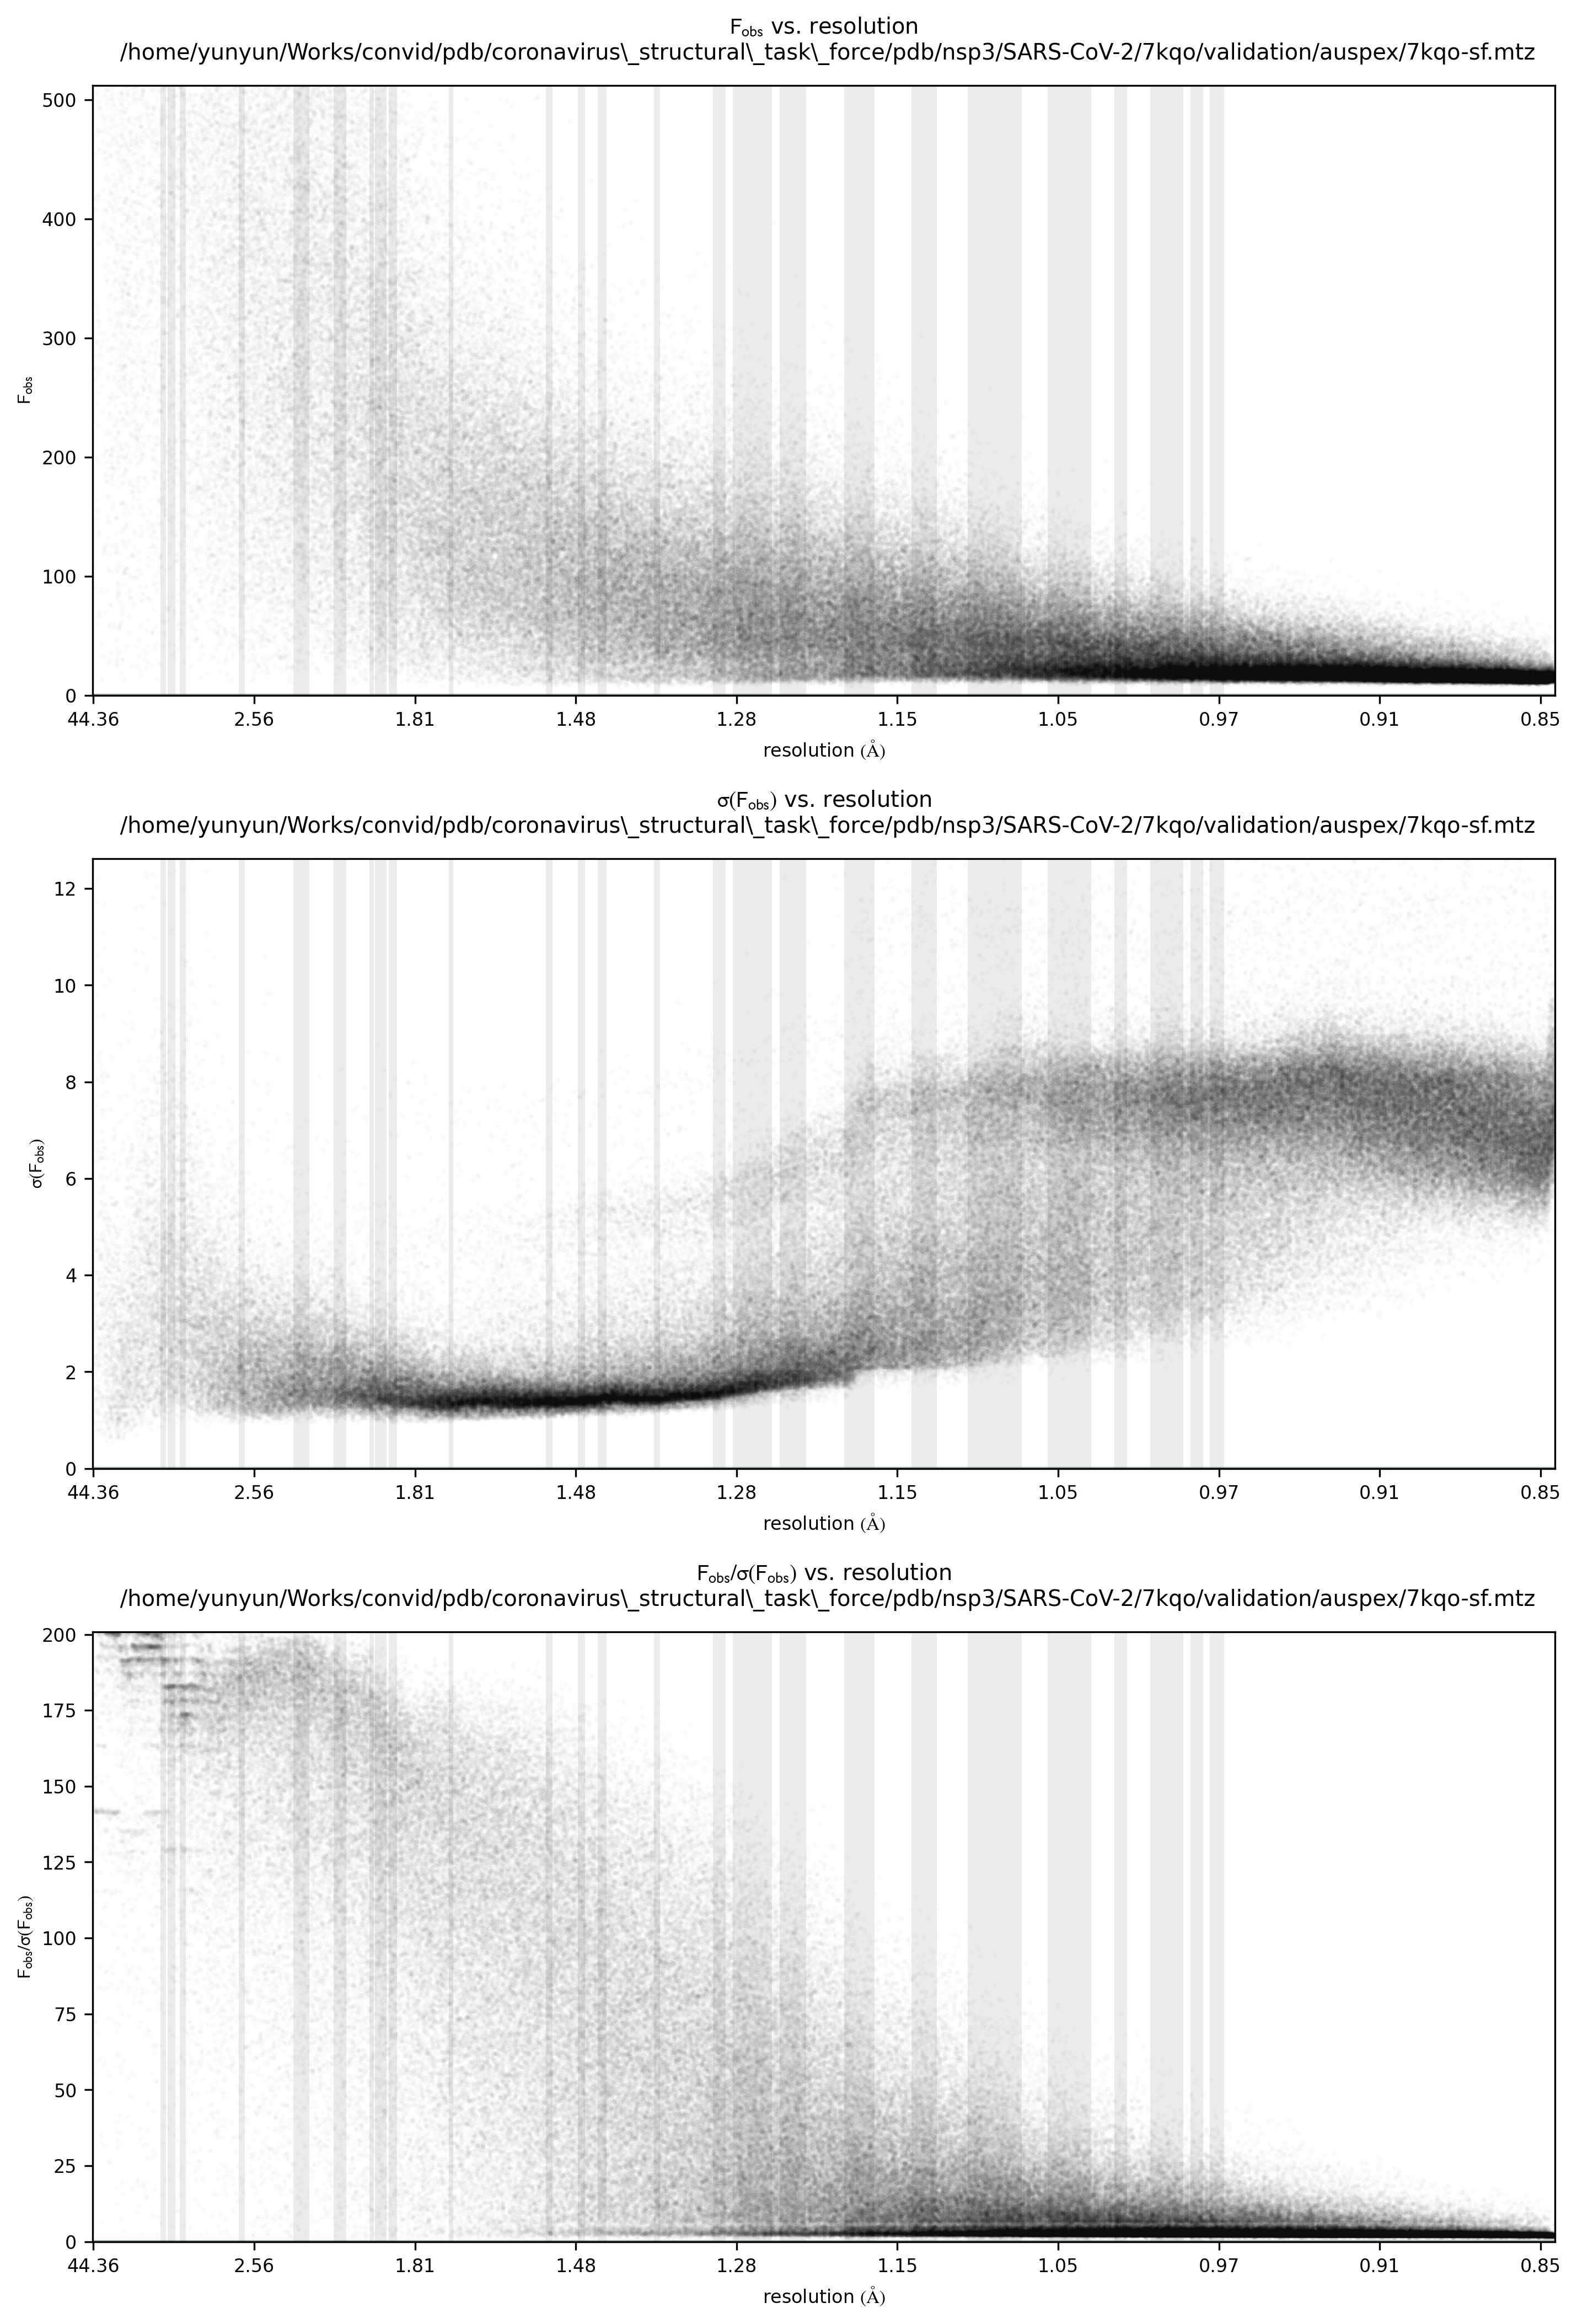 Fobs vs. resolution
/home/yunyun/Works/convid/pdb/coronavirus\_structural\_task\_force/pdb/nsp3/SARS-CoV-2/7kqo/validation/auspex/7kqo-sf.mtz
500
400
300
200
100
0
Fobs
44.36 2.56 1.81 1.48 1.28 1.15 1.05 0.97 0.91 0.85
resolution (Å)
σ(Fobs) vs. resolution
/home/yunyun/Works/convid/pdb/coronavirus\_structural\_task\_force/pdb/nsp3/SARS-CoV-2/7kqo/validation/auspex/7kqo-sf.mtz
12
10
8
6
4
2
0
σ(Fobs)
44.36 2.56 1.81 1.48 1.28 1.15 1.05 0.97 0.91 0.85
resolution (Å)
Fobs/σ(Fobs) vs. resolution
/home/yunyun/Works/convid/pdb/coronavirus\_structural\_task\_force/pdb/nsp3/SARS-CoV-2/7kqo/validation/auspex/7kqo-sf.mtz
200
175
150
125
100
75
50
25
0
Fobs/σ(Fobs)
44.36 2.56 1.81 1.48 1.28 1.15 1.05 0.97 0.91 0.85
resolution (Å)